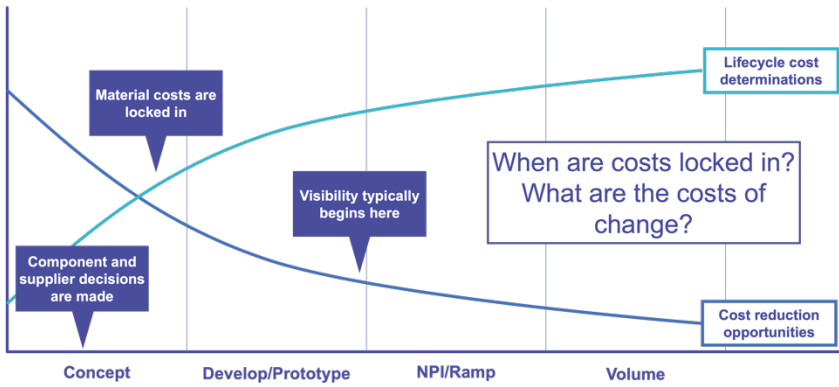 Lifecycle cost
determinations
Material costs are
locked in
When are costs locked in?
What are the costs of
change?
Visibility typically
begins here
Component and
supplier decisions
are made
Cost reduction
opportunities
Concept
Develop/Prototype
NPI/Ramp
Volume